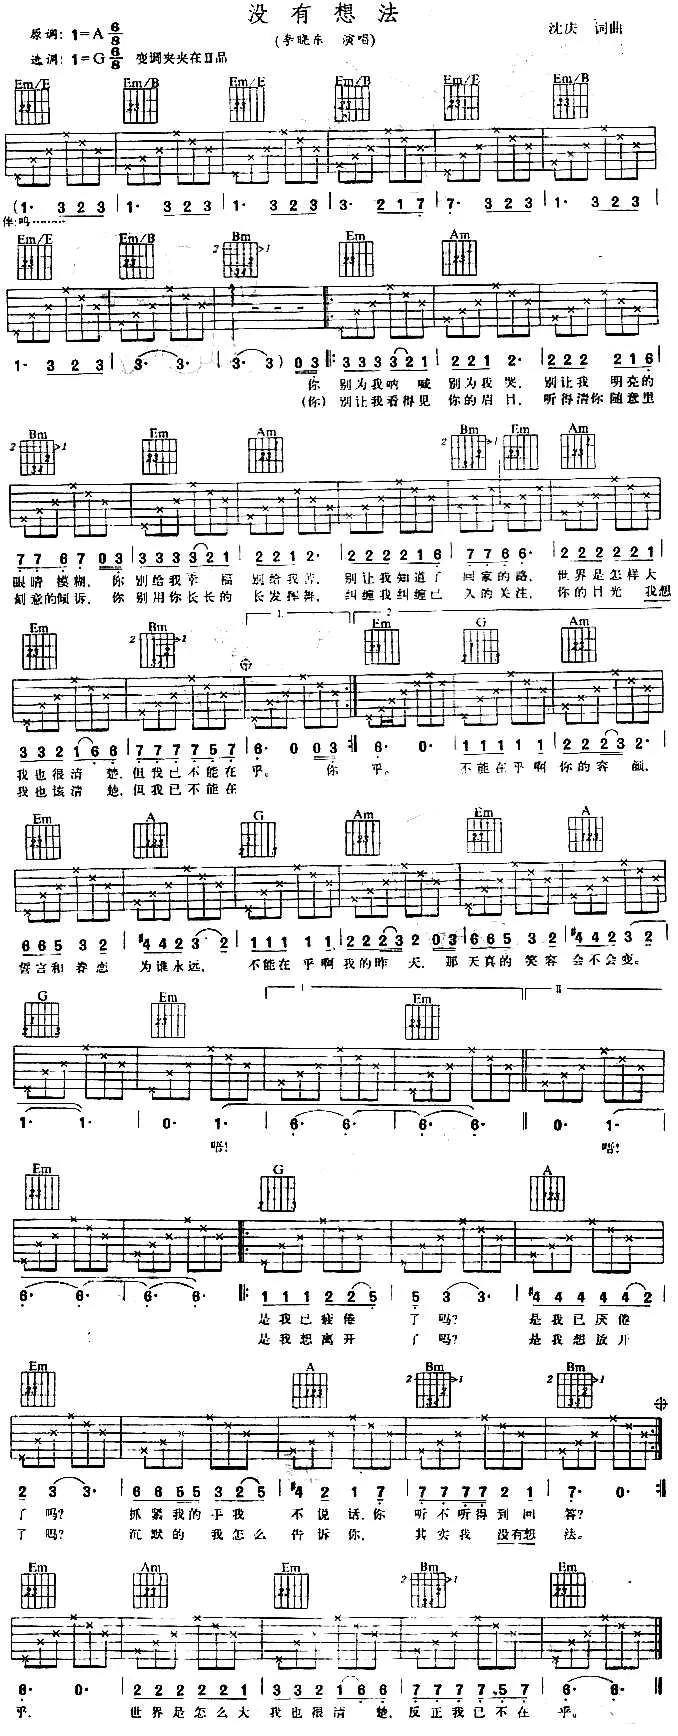 没有想法
原调：1=A 6/8
(李晓东 演唱)
沈庆 词曲
选调：1=G 6/8 变调夹夹在Ⅱ品
Em/E Em/B Em/E Em/B Em/E Em/B
(1· 3 2 3 | 1· 3 2 3 | 1· 3 2 3 | 3· 2 1 7 | 7· 3 2 3 | 1· 3 2 3 |
伴:呜………
Em/E Em/B Bm Em Am
1· 3 2 3 | 3· 3· | 3· 3·) 0 3 ‖: 3 3 3 3 2 1 | 2 2 1 2· | 2 2 2 2 1 6 |
你 别为我呐 喊 别为我 哭， 别让我 明亮的
(你) 别让我看得见 你的眉目， 听得清你随意里
Bm Em Am Bm Em Am
7 7 6 7 0 3 | 3 3 3 3 2 1 | 2 2 1 2· | 2 2 2 2 2 1 | 7 7 6 6· | 2 2 2 2 2 1 |
眼睛 模糊， 你 别给我幸 福 别给我苦， 别让我知道了 回家的路， 世界是怎样大
刻意的倾诉， 你 别用你长长的 长发挥舞， 纠缠我纠缠已 久的关注， 你的目光 我想
Em Bm 1. 2. Em G Am
3 3 2 1 6 6 | 7 7 7 7 5 7 | 6· 0 0 3 :‖ 6· 0· | 1 1 1 1 1 | 2 2 2 3 2· |
我也很清 楚，但我已不能在 乎。 你 乎。 不能在乎啊 你的容 颜，
我也该清 楚，但我已不能在
Em A G Am Em A
6 6 5 3 2 | #4 4 2 3 2 | 1 1 1 1 1 | 2 2 2 3 2 0 3 | 6 6 5 3 2 | #4 4 2 3 2 |
誓言和 眷恋 为谁永远， 不能在乎啊 我的昨 天， 那 天真的 笑容 会不会变。
G Em I Em II
1· 1· | 0· 1· | 6· 6· | 6· 6· ‖ 0· 1· |
唔! 唔!
Em G A
6· 6· | 6· 6· ‖: 1 1 1 2 2 5 | 5 3 3· | #4 4 4 4 4 2 |
是我已疲倦 了 吗? 是我已厌倦
是我想离开 了 吗? 是我想放开
Em A Bm Bm
2 3 3· | 6 6 5 5 3 2 5 | #4 2 1 2 | 7 7 7 7 2 1 | 7· 0· :‖
了 吗? 抓紧我的手我 不说话，你 听不听得到回 答?
了 吗? 沉默的 我怎么 告诉你， 其实我 没有想 法。
Em Am Em Bm Em
6· 0· | 2 2 2 2 2 1 | 3 3 2 1 6 6 | 7 7 7 7 5 7 | 6· 6· ‖
乎， 世界是怎么大 我也很清 楚， 反正我已不在 乎。